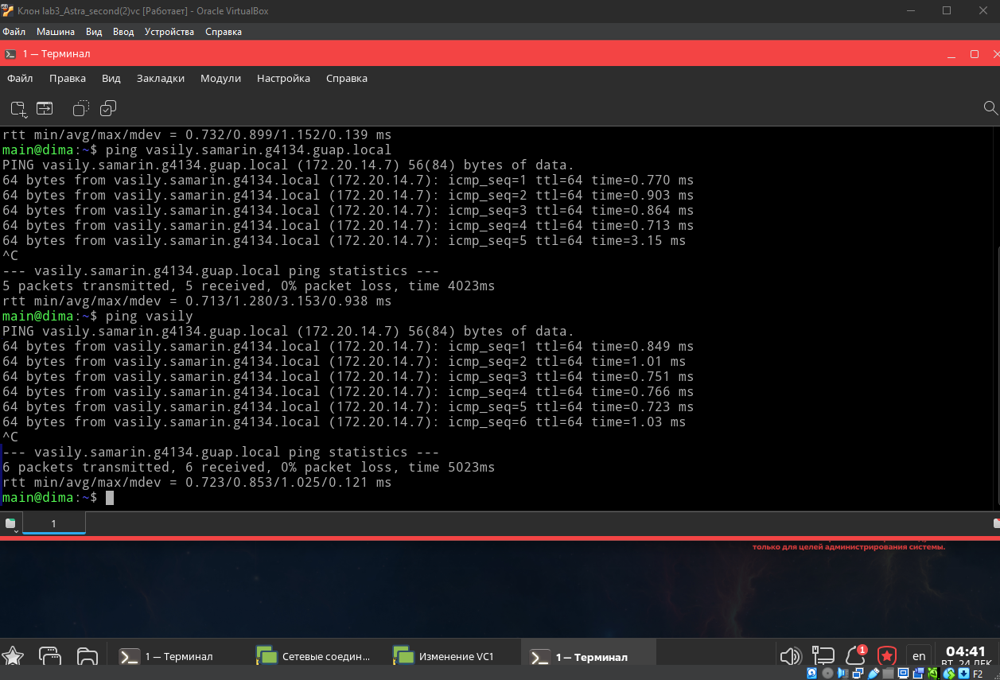 Клон lab3_Astra_second(2)vc [Работает] - Oracle VirtualBox
Файл Машина Вид Ввод Устройства Справка
1 — Терминал
Файл Правка Вид Закладки Модули Настройка Справка
rtt min/avg/max/mdev = 0.732/0.899/1.152/0.139 ms
main@dima:~$ ping vasily.samarin.g4134.guap.local
PING vasily.samarin.g4134.guap.local (172.20.14.7) 56(84) bytes of data.
64 bytes from vasily.samarin.g4134.local (172.20.14.7): icmp_seq=1 ttl=64 time=0.770 ms
64 bytes from vasily.samarin.g4134.local (172.20.14.7): icmp_seq=2 ttl=64 time=0.903 ms
64 bytes from vasily.samarin.g4134.local (172.20.14.7): icmp_seq=3 ttl=64 time=0.864 ms
64 bytes from vasily.samarin.g4134.local (172.20.14.7): icmp_seq=4 ttl=64 time=0.713 ms
64 bytes from vasily.samarin.g4134.local (172.20.14.7): icmp_seq=5 ttl=64 time=3.15 ms
^C
--- vasily.samarin.g4134.guap.local ping statistics ---
5 packets transmitted, 5 received, 0% packet loss, time 4023ms
rtt min/avg/max/mdev = 0.713/1.280/3.153/0.938 ms
main@dima:~$ ping vasily
PING vasily.samarin.g4134.guap.local (172.20.14.7) 56(84) bytes of data.
64 bytes from vasily.samarin.g4134.local (172.20.14.7): icmp_seq=1 ttl=64 time=0.849 ms
64 bytes from vasily.samarin.g4134.local (172.20.14.7): icmp_seq=2 ttl=64 time=1.01 ms
64 bytes from vasily.samarin.g4134.local (172.20.14.7): icmp_seq=3 ttl=64 time=0.751 ms
64 bytes from vasily.samarin.g4134.local (172.20.14.7): icmp_seq=4 ttl=64 time=0.766 ms
64 bytes from vasily.samarin.g4134.local (172.20.14.7): icmp_seq=5 ttl=64 time=0.723 ms
64 bytes from vasily.samarin.g4134.local (172.20.14.7): icmp_seq=6 ttl=64 time=1.03 ms
^C
--- vasily.samarin.g4134.guap.local ping statistics ---
6 packets transmitted, 6 received, 0% packet loss, time 5023ms
rtt min/avg/max/mdev = 0.723/0.853/1.025/0.121 ms
main@dima:~$
1
только для целей администрирования системы.
1 — Терминал Сетевые соедин... Изменение VC1 1 — Терминал 1 en 04:41
ВТ, 24 ДЕК
F2